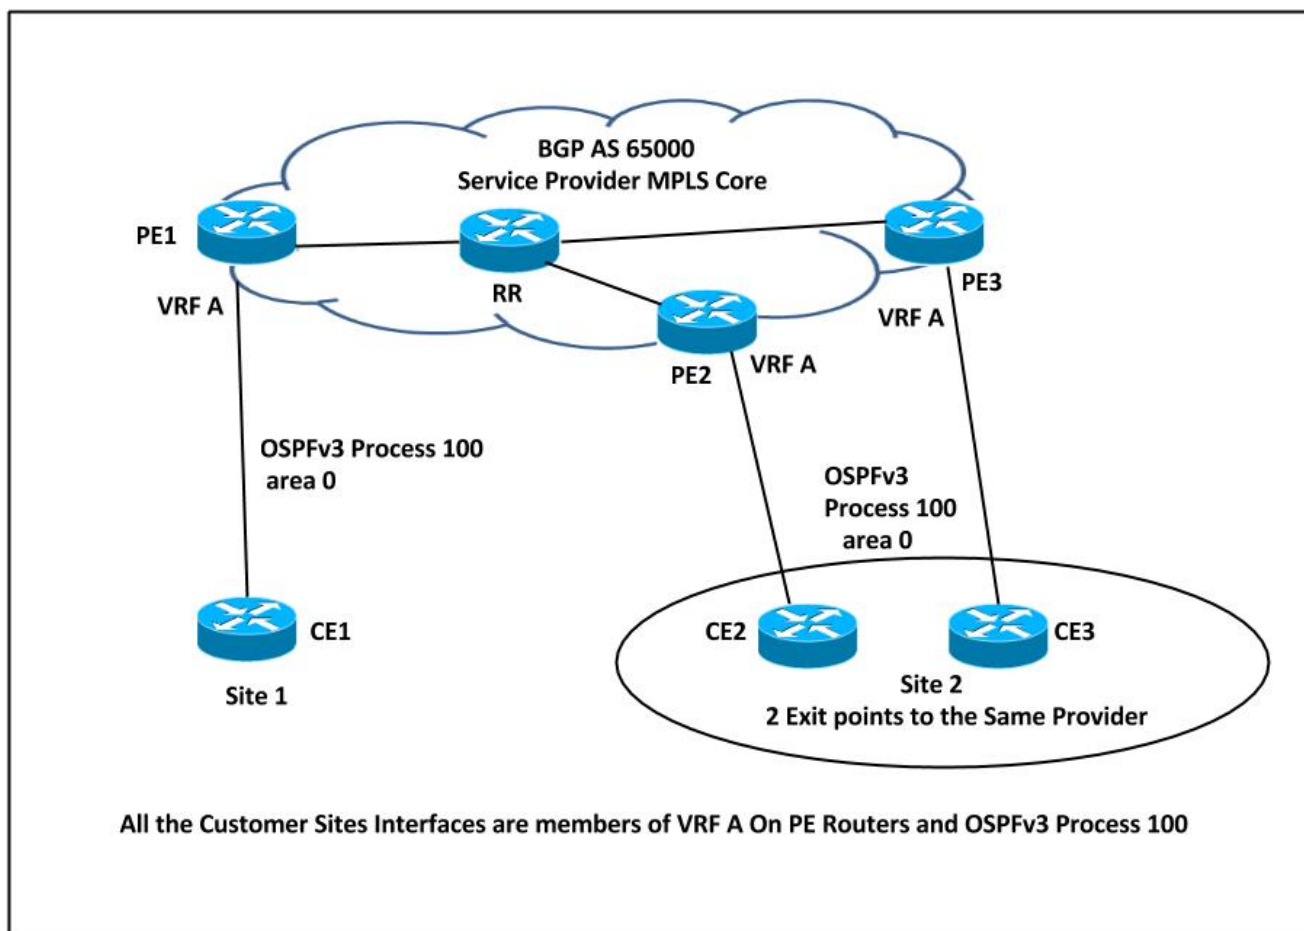 BGP AS 65000
Service Provider MPLS Core
PE1
RR
PE3
VRF A
VRF A
PE2
VRF A
OSPFv3 Process 100
area 0
OSPFv3
Process 100
area 0
CE1
CE2
CE3
Site 1
Site 2
2 Exit points to the Same Provider
All the Customer Sites Interfaces are members of VRF A On PE Routers and OSPFv3 Process 100